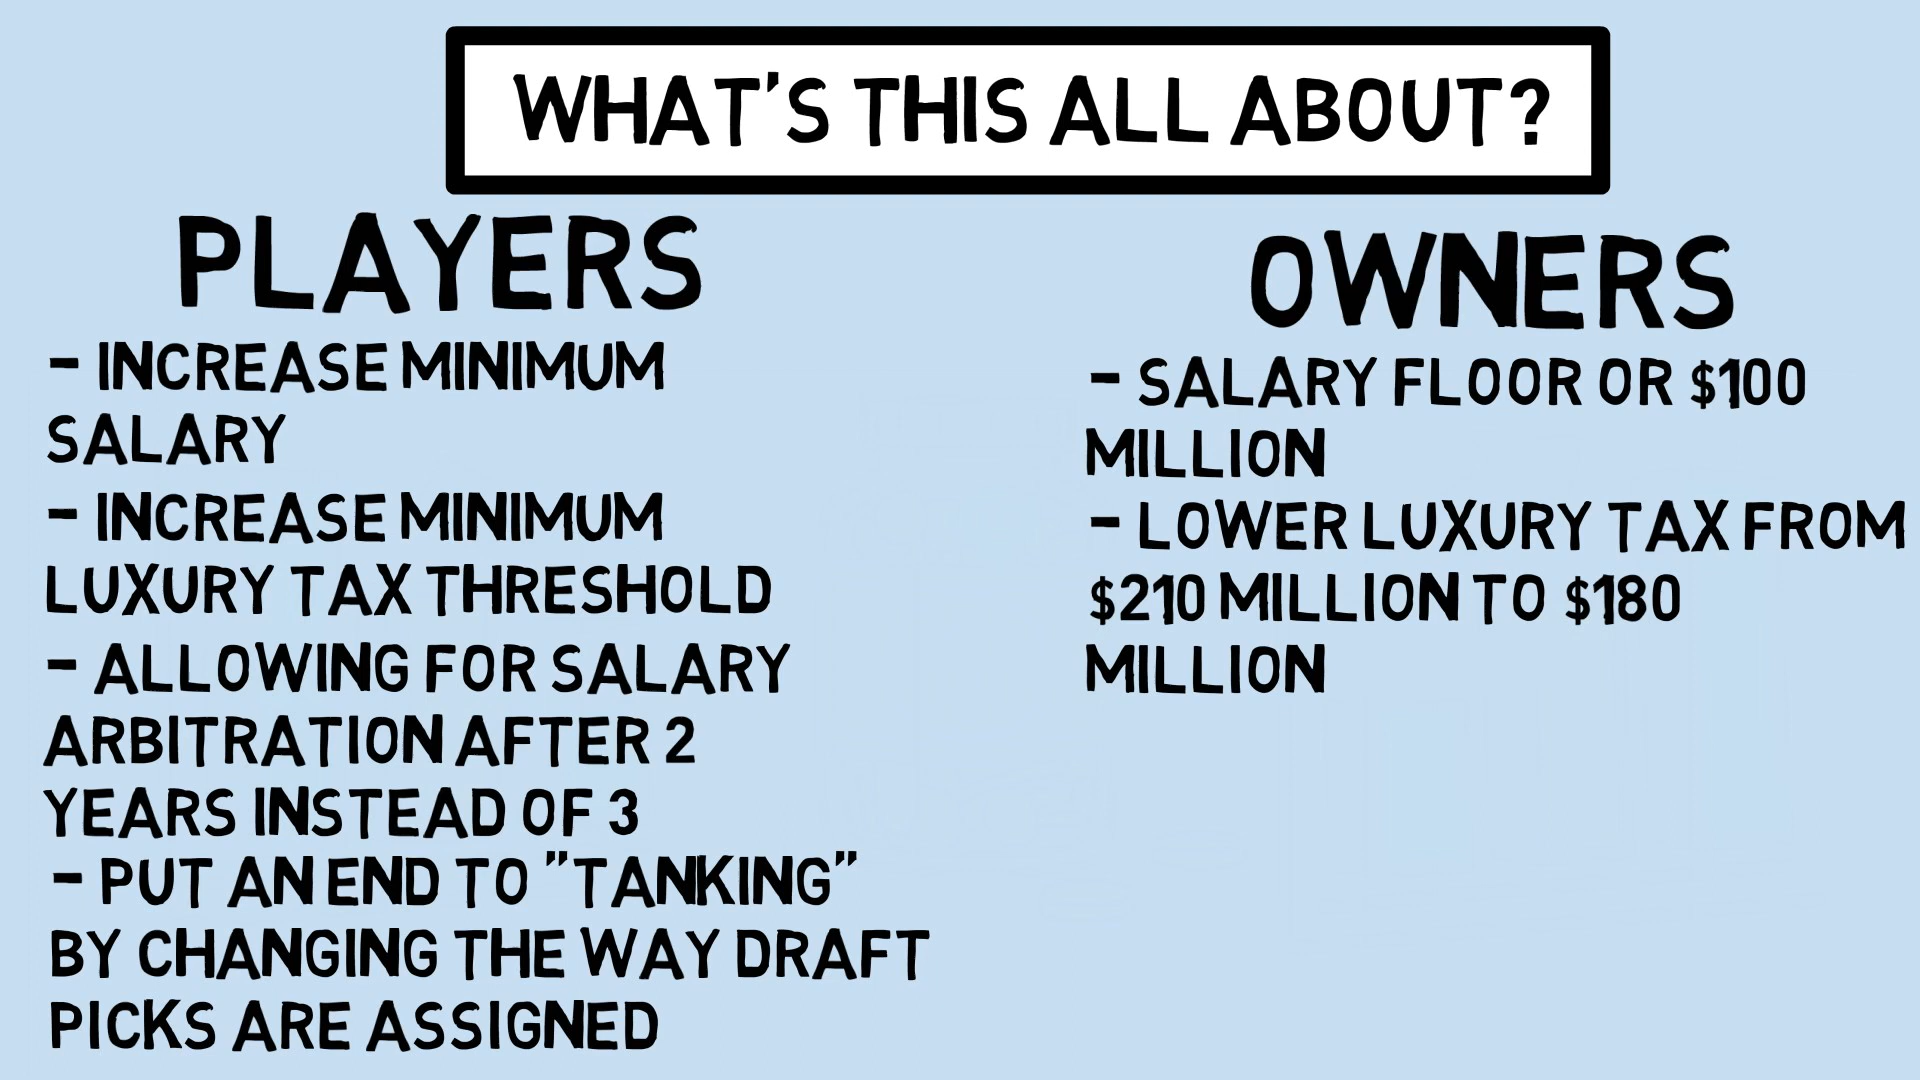 WHAT'S THIS ALL ABOUT?
PLAYERS
- INCREASE MINIMUM
SALARY
- INCREASE MINIMUM
LUXURY TAX THRESHOLD
- ALLOWING FOR SALARY
ARBITRATION AFTER 2
YEARS INSTEAD OF 3
- PUT AN END TO "TANKING"
BY CHANGING THE WAY DRAFT
PICKS ARE ASSIGNED
OWNERS
- SALARY FLOOR OR $100
MILLION
- LOWER LUXURY TAX FROM
$210 MILLION TO $180
MILLION